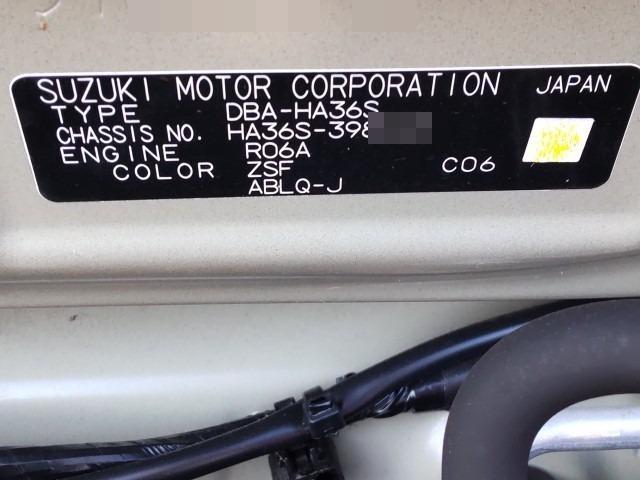 SUZUKI MOTOR CORPORATION JAPAN
TYPE DBA-HA36S
CHASSIS NO. HA36S-398
ENGINE R06A
COLOR ZSF C06
ABLQ-J